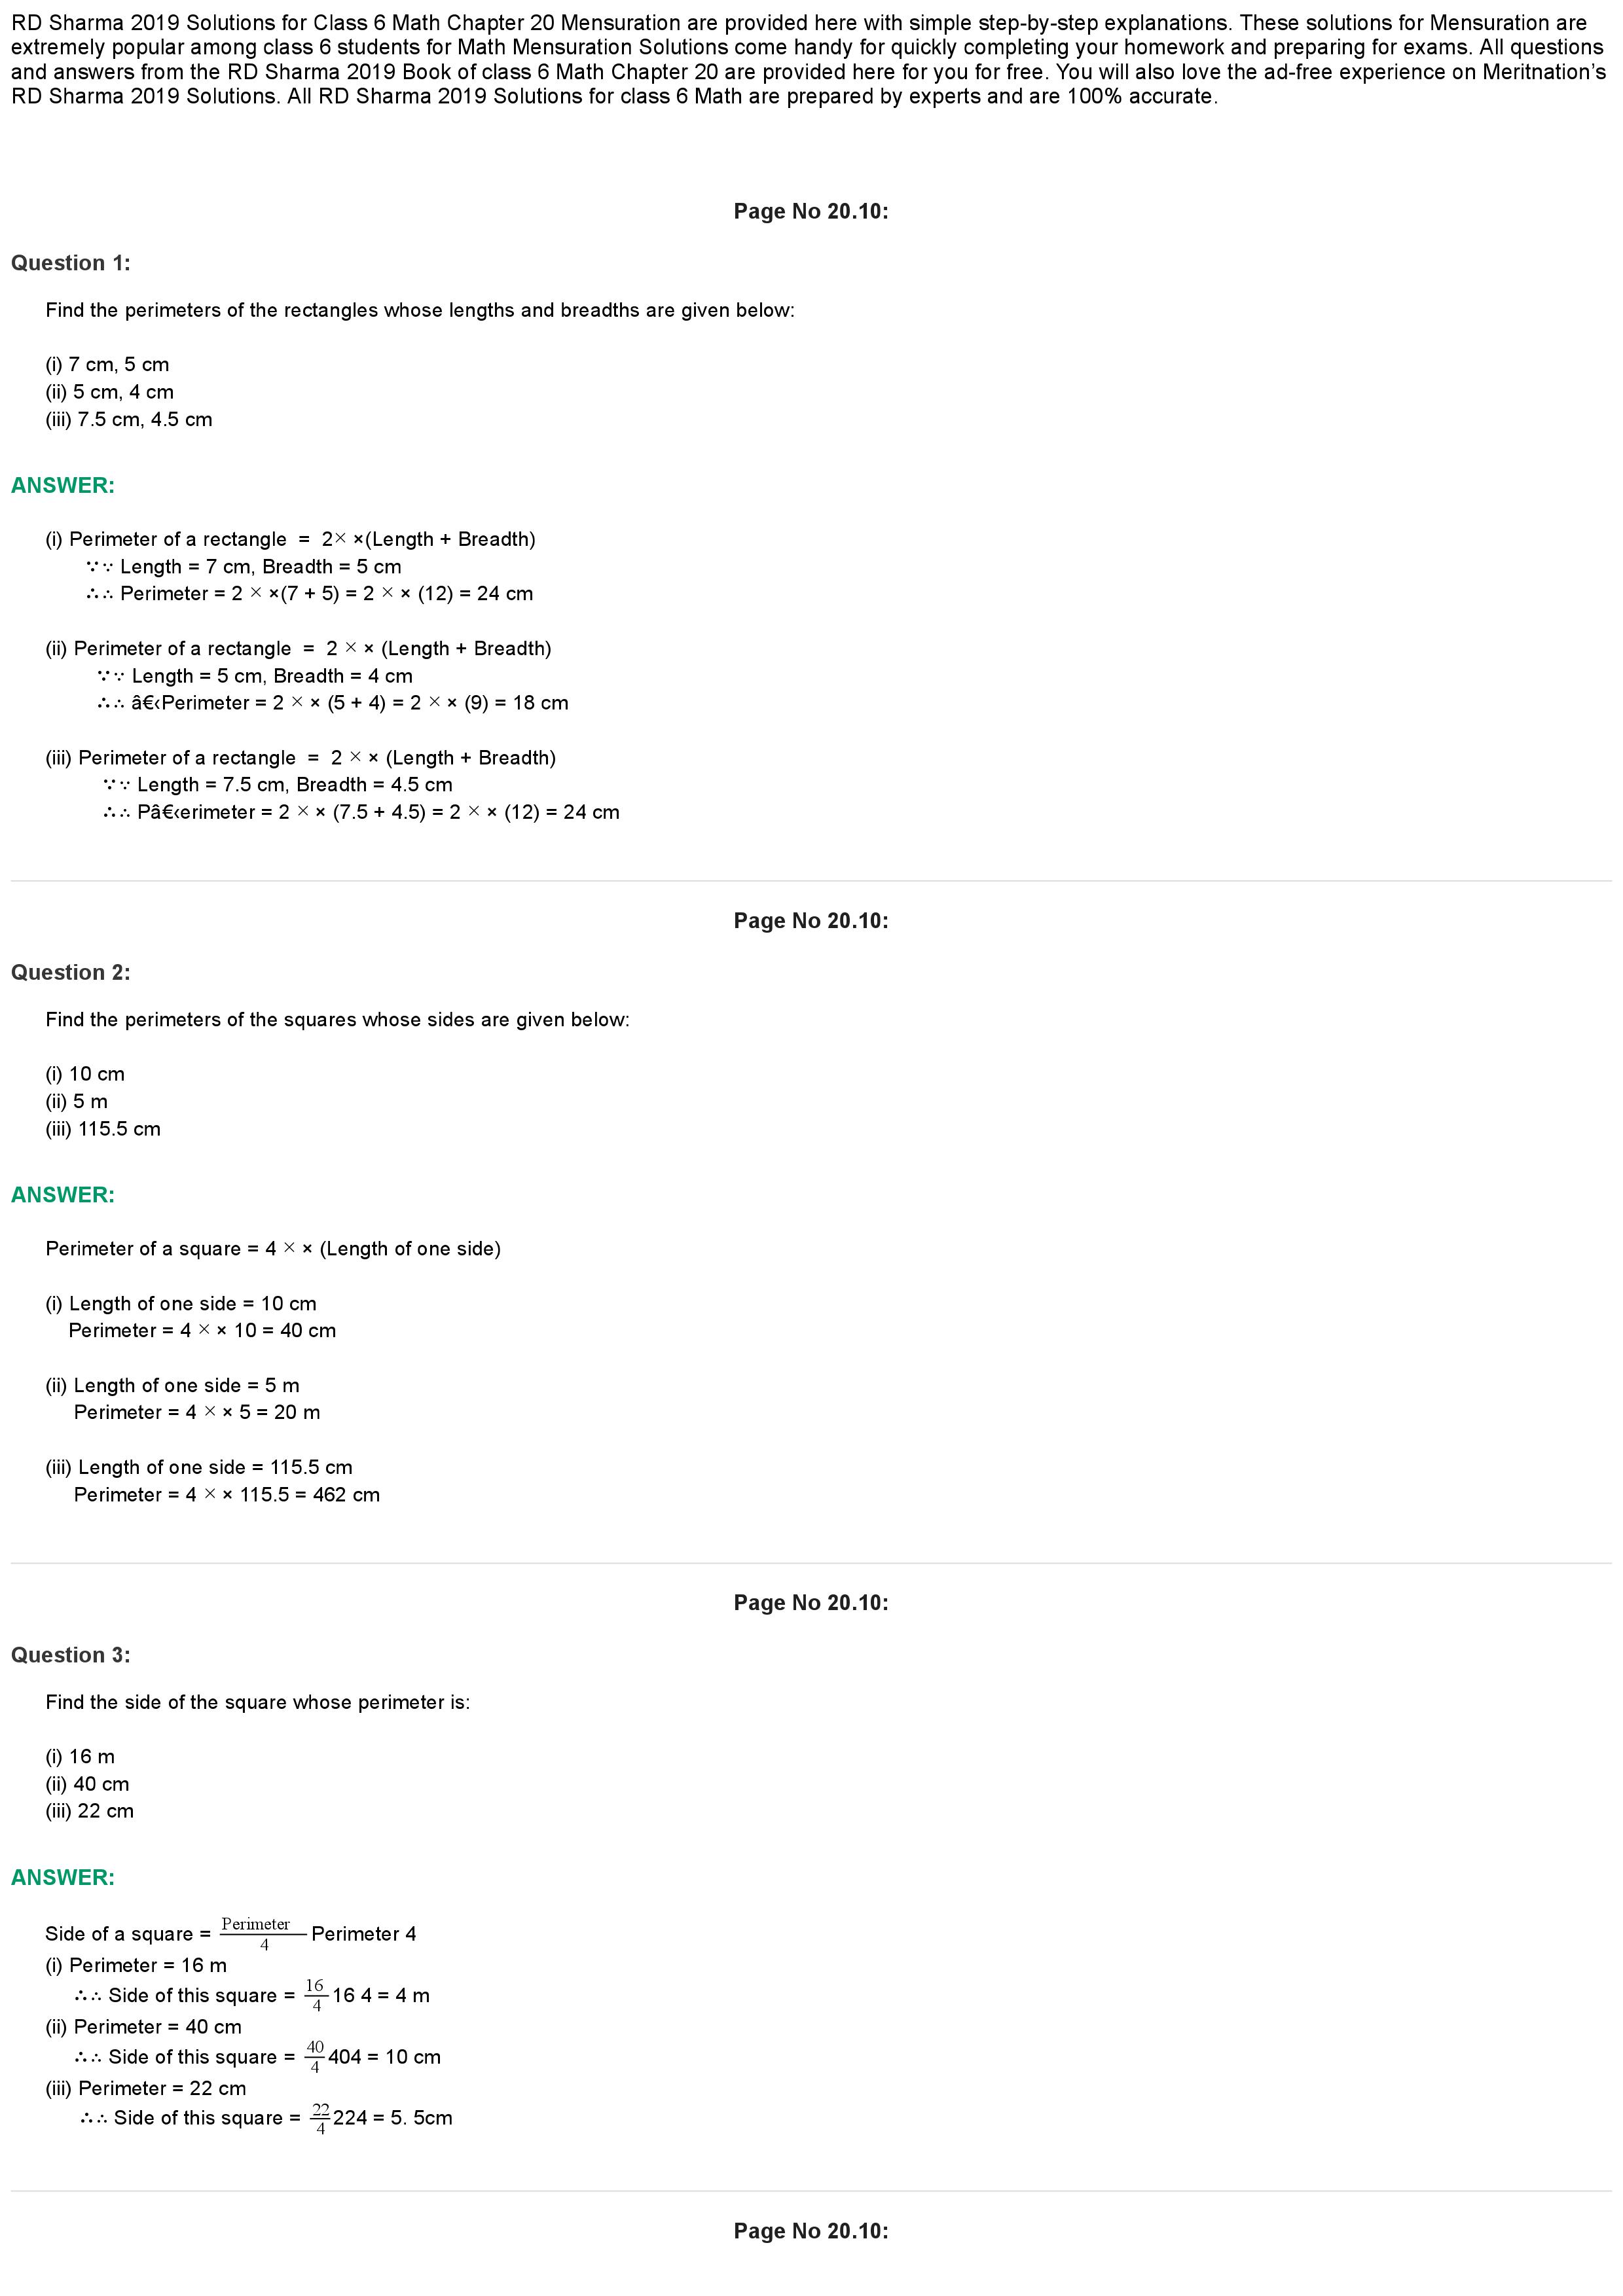 RD Sharma 2019 Solutions for Class 6 Math Chapter 20 Mensuration are provided here with simple step-by-step explanations. These solutions for Mensuration are
extremely popular among class 6 students for Math Mensuration Solutions come handy for quickly completing your homework and preparing for exams. All questions
and answers from the RD Sharma 2019 Book of class 6 Math Chapter 20 are provided here for you for free. You will also love the ad-free experience on Meritnation’s
RD Sharma 2019 Solutions. All RD Sharma 2019 Solutions for class 6 Math are prepared by experts and are 100% accurate.
Page No 20.10:
Question 1:
Find the perimeters of the rectangles whose lengths and breadths are given below:
(i) 7 cm, 5 cm
(ii) 5 cm, 4 cm
(iii) 7.5 cm, 4.5 cm
ANSWER:
(i) Perimeter of a rectangle = 2× ×(Length + Breadth)
∵∵ Length = 7 cm, Breadth = 5 cm
∴∴ Perimeter = 2 × ×(7 + 5) = 2 × × (12) = 24 cm
(ii) Perimeter of a rectangle = 2 × × (Length + Breadth)
∵∵ Length = 5 cm, Breadth = 4 cm
∴∴ â€‹Perimeter = 2 × × (5 + 4) = 2 × × (9) = 18 cm
(iii) Perimeter of a rectangle = 2 × × (Length + Breadth)
∵∵ Length = 7.5 cm, Breadth = 4.5 cm
∴∴ Pâ€‹erimeter = 2 × × (7.5 + 4.5) = 2 × × (12) = 24 cm
Page No 20.10:
Question 2:
Find the perimeters of the squares whose sides are given below:
(i) 10 cm
(ii) 5 m
(iii) 115.5 cm
ANSWER:
Perimeter of a square = 4 × × (Length of one side)
(i) Length of one side = 10 cm
Perimeter = 4 × × 10 = 40 cm
(ii) Length of one side = 5 m
Perimeter = 4 × × 5 = 20 m
(iii) Length of one side = 115.5 cm
Perimeter = 4 × × 115.5 = 462 cm
Page No 20.10:
Question 3:
Find the side of the square whose perimeter is:
(i) 16 m
(ii) 40 cm
(iii) 22 cm
ANSWER:
Side of a square = Perimeter/4 Perimeter 4
(i) Perimeter = 16 m
∴∴ Side of this square = 16/4 16 4 = 4 m
(ii) Perimeter = 40 cm
∴∴ Side of this square = 40/4 404 = 10 cm
(iii) Perimeter = 22 cm
∴∴ Side of this square = 22/4 224 = 5. 5cm
Page No 20.10: